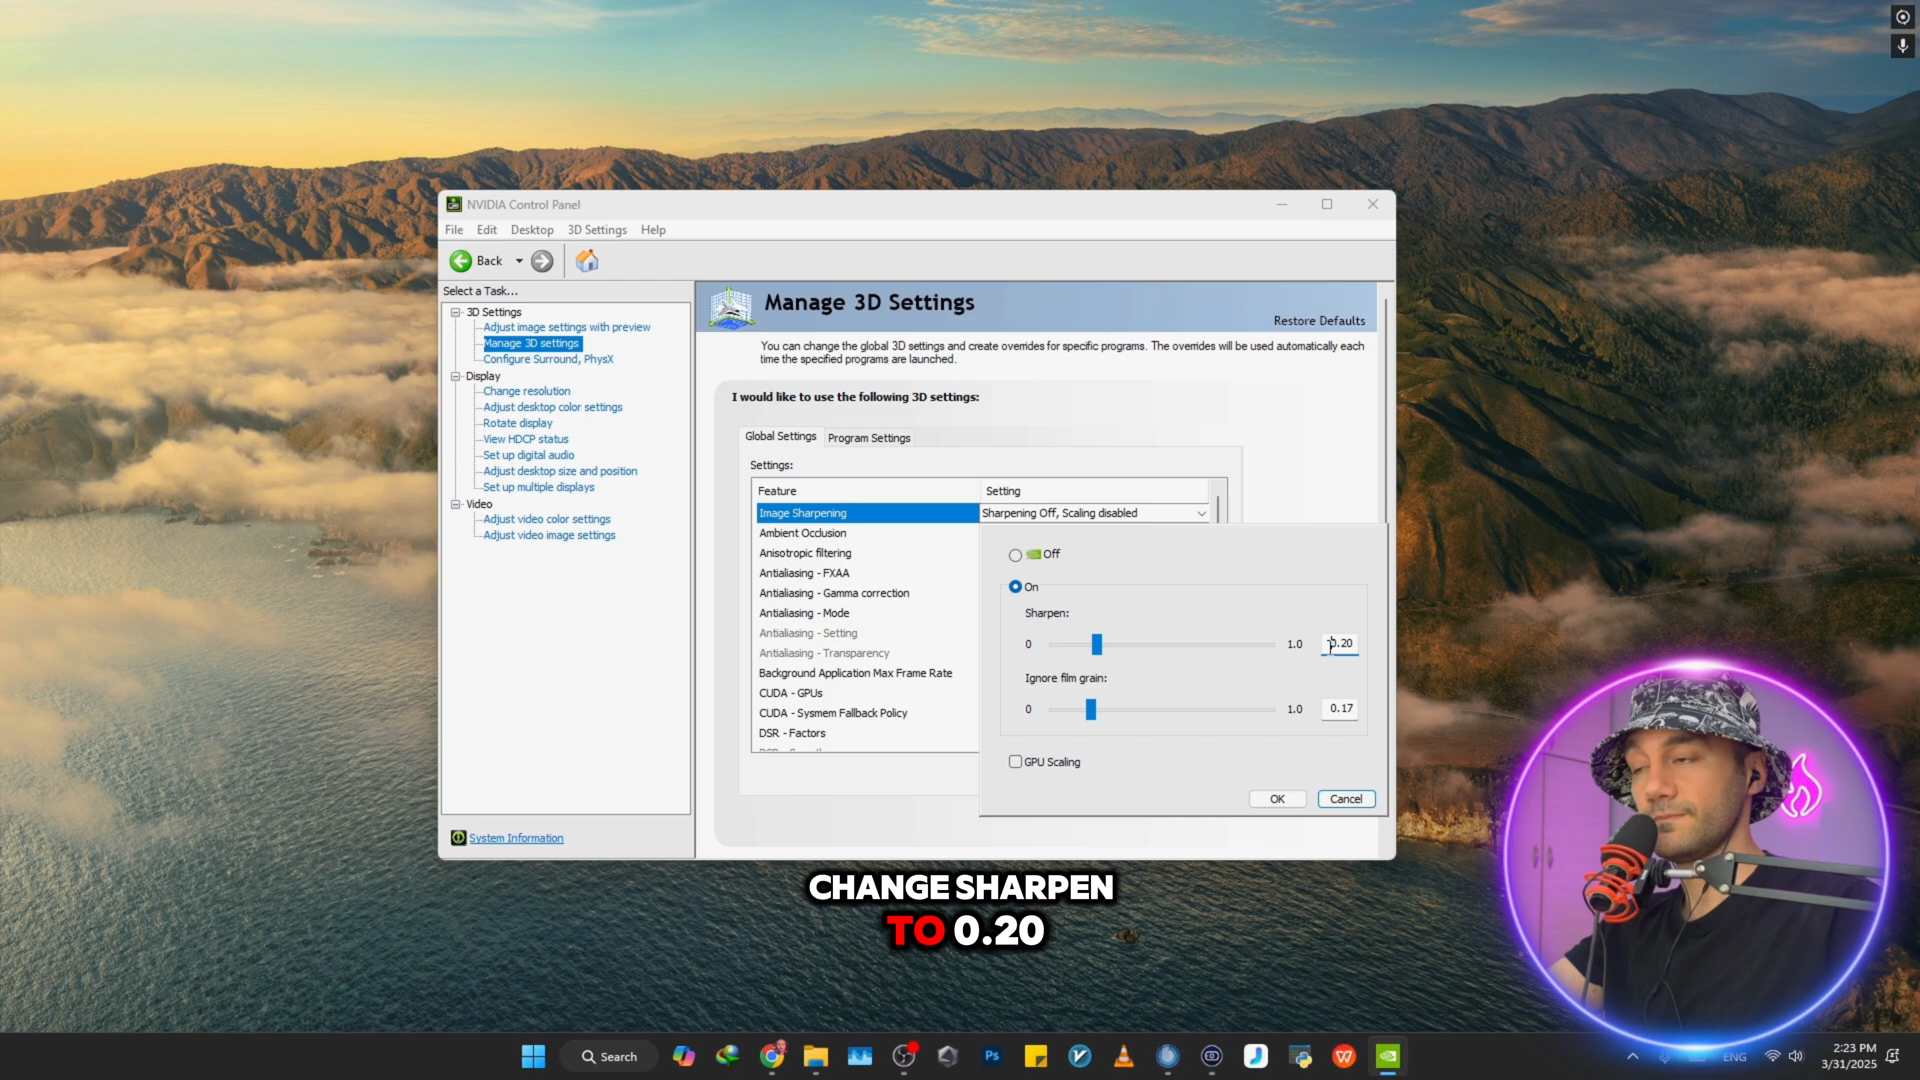 NVIDIA Control Panel
File Edit Desktop 3D Settings Help
Back
Select a Task...
3D Settings
Adjust image settings with preview
Manage 3D settings
Configure Surround, PhysX
Display
Change resolution
Adjust desktop color settings
Rotate display
View HDCP status
Set up digital audio
Adjust desktop size and position
Set up multiple displays
Video
Adjust video color settings
Adjust video image settings
System Information
Manage 3D Settings
Restore Defaults
You can change the global 3D settings and create overrides for specific programs. The overrides will be used automatically each
time the specified programs are launched.
I would like to use the following 3D settings:
Global Settings Program Settings
Settings:
Feature Setting
Image Sharpening Sharpening Off, Scaling disabled
Ambient Occlusion
Anisotropic filtering
Antialiasing - FXAA
Antialiasing - Gamma correction
Antialiasing - Mode
Antialiasing - Setting
Antialiasing - Transparency
Background Application Max Frame Rate
CUDA - GPUs
CUDA - Sysmem Fallback Policy
DSR - Factors
Off
On
Sharpen:
0 1.0 0.20
Ignore film grain:
0 1.0 0.17
GPU Scaling
OK Cancel
CHANGE SHARPEN
TO 0.20
Search
Ps
ENG
2:23 PM
3/31/2025